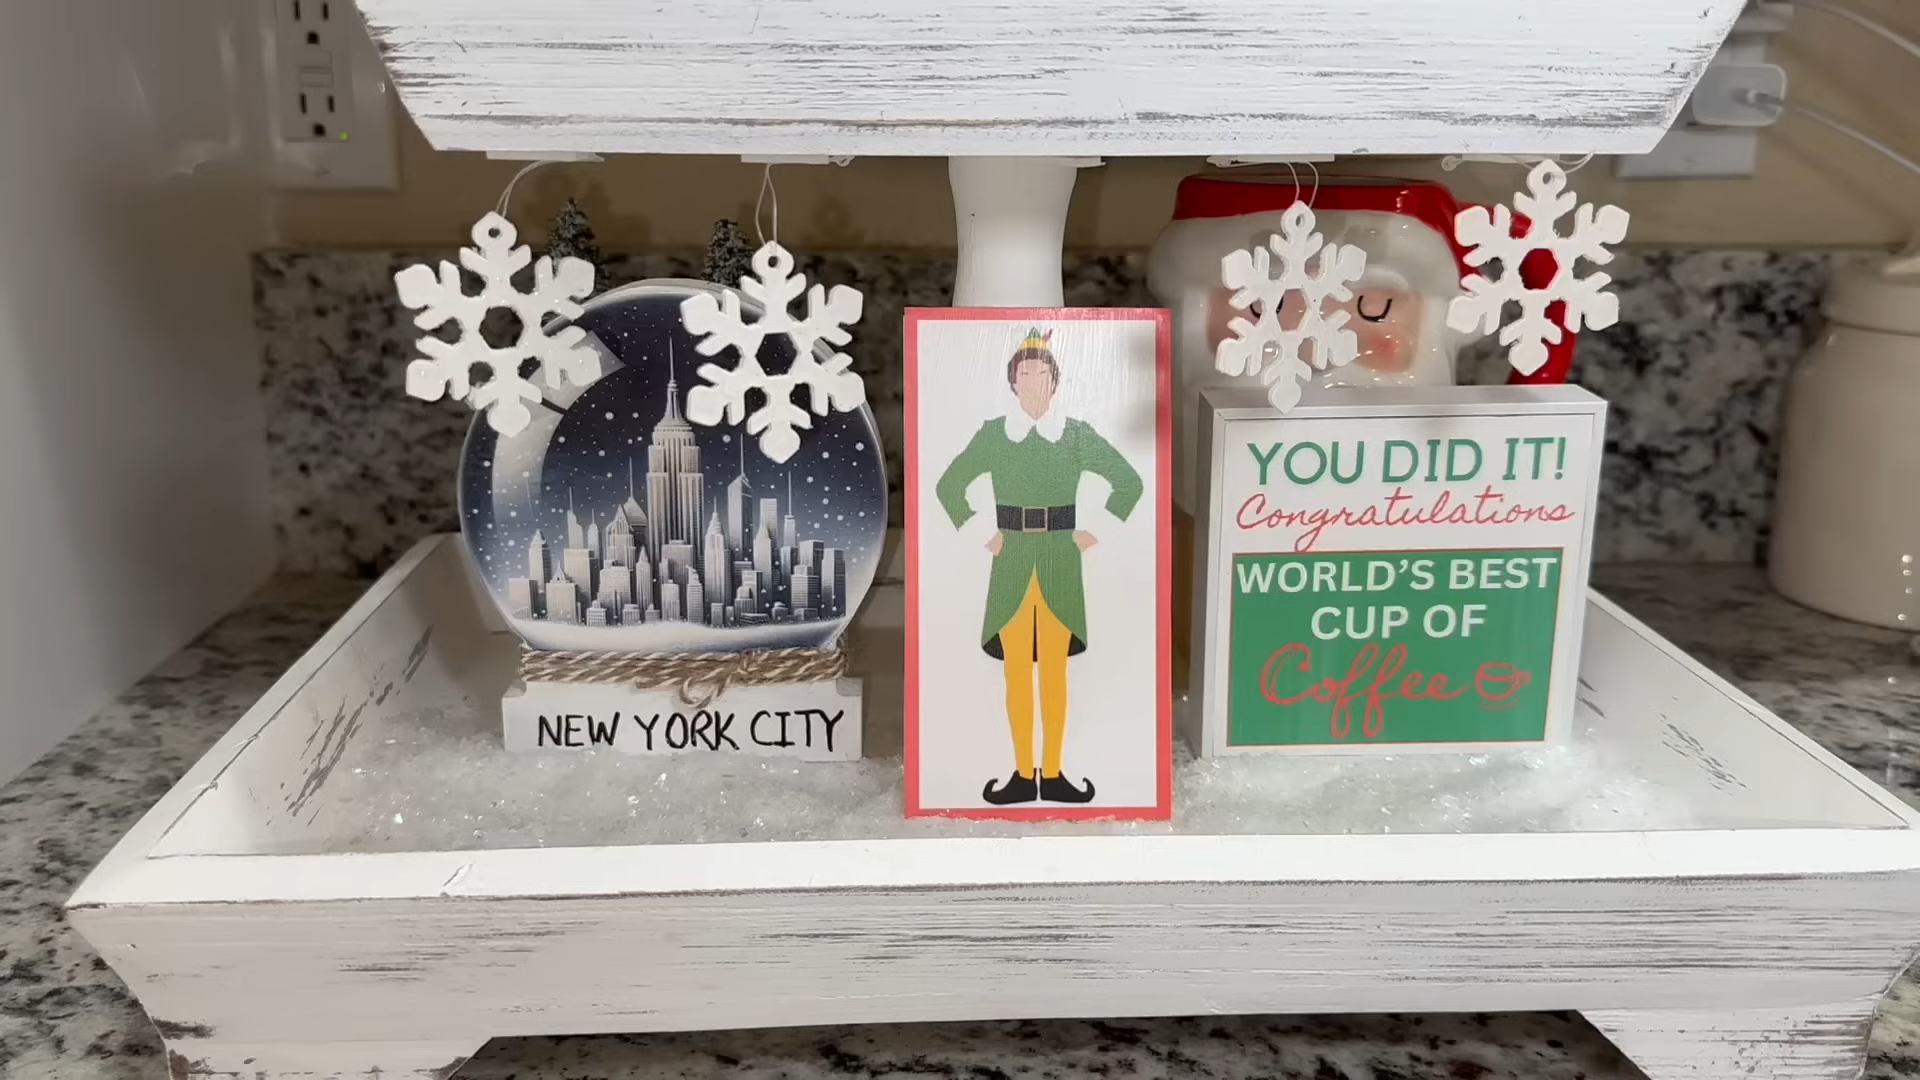 NEW YORK CITY
YOU DID IT!
Congratulations
WORLD'S BEST
CUP OF
Coffee